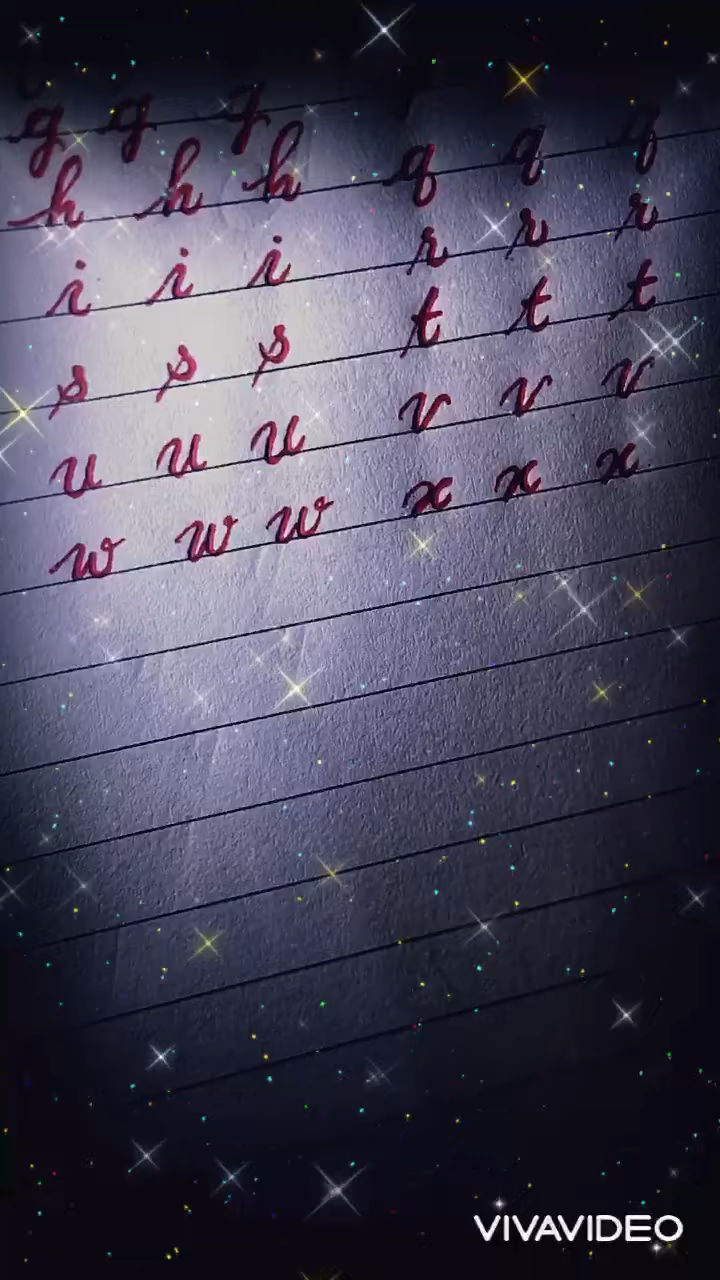 g g g
h h h q q q
i i i r r r
s s s t t t
u u u v v v
w w w x x x
VIVAVIDEO